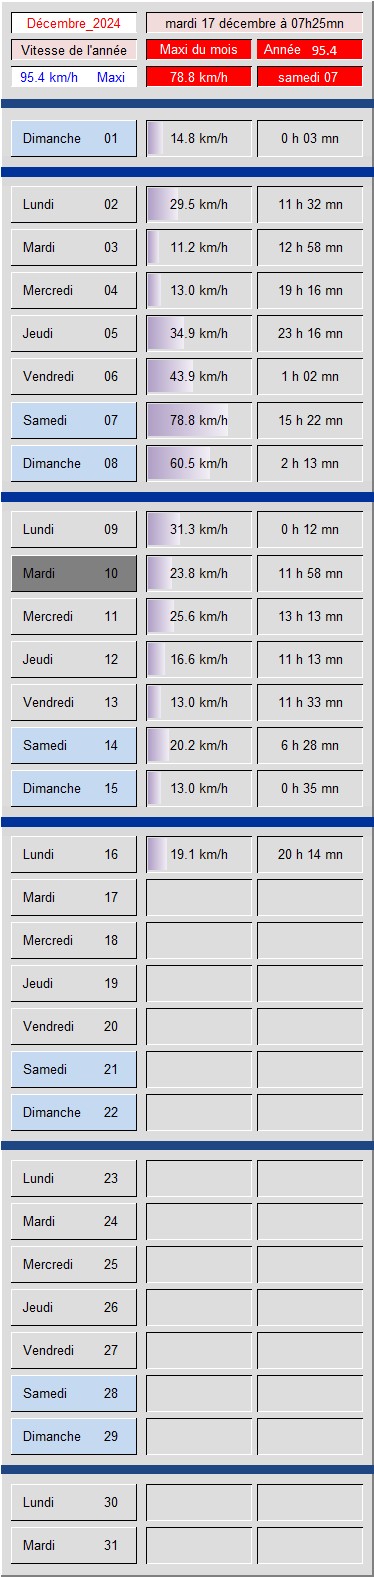 Décembre_2024 mardi 17 décembre à 07h25mn
Vitesse de l'année Maxi du mois Année 95.4
95.4 km/h Maxi 78.8 km/h samedi 07
Dimanche 01 14.8 km/h 0 h 03 mn
Lundi 02 29.5 km/h 11 h 32 mn
Mardi 03 11.2 km/h 12 h 58 mn
Mercredi 04 13.0 km/h 19 h 16 mn
Jeudi 05 34.9 km/h 23 h 16 mn
Vendredi 06 43.9 km/h 1 h 02 mn
Samedi 07 78.8 km/h 15 h 22 mn
Dimanche 08 60.5 km/h 2 h 13 mn
Lundi 09 31.3 km/h 0 h 12 mn
Mardi 10 23.8 km/h 11 h 58 mn
Mercredi 11 25.6 km/h 13 h 13 mn
Jeudi 12 16.6 km/h 11 h 13 mn
Vendredi 13 13.0 km/h 11 h 33 mn
Samedi 14 20.2 km/h 6 h 28 mn
Dimanche 15 13.0 km/h 0 h 35 mn
Lundi 16 19.1 km/h 20 h 14 mn
Mardi 17
Mercredi 18
Jeudi 19
Vendredi 20
Samedi 21
Dimanche 22
Lundi 23
Mardi 24
Mercredi 25
Jeudi 26
Vendredi 27
Samedi 28
Dimanche 29
Lundi 30
Mardi 31